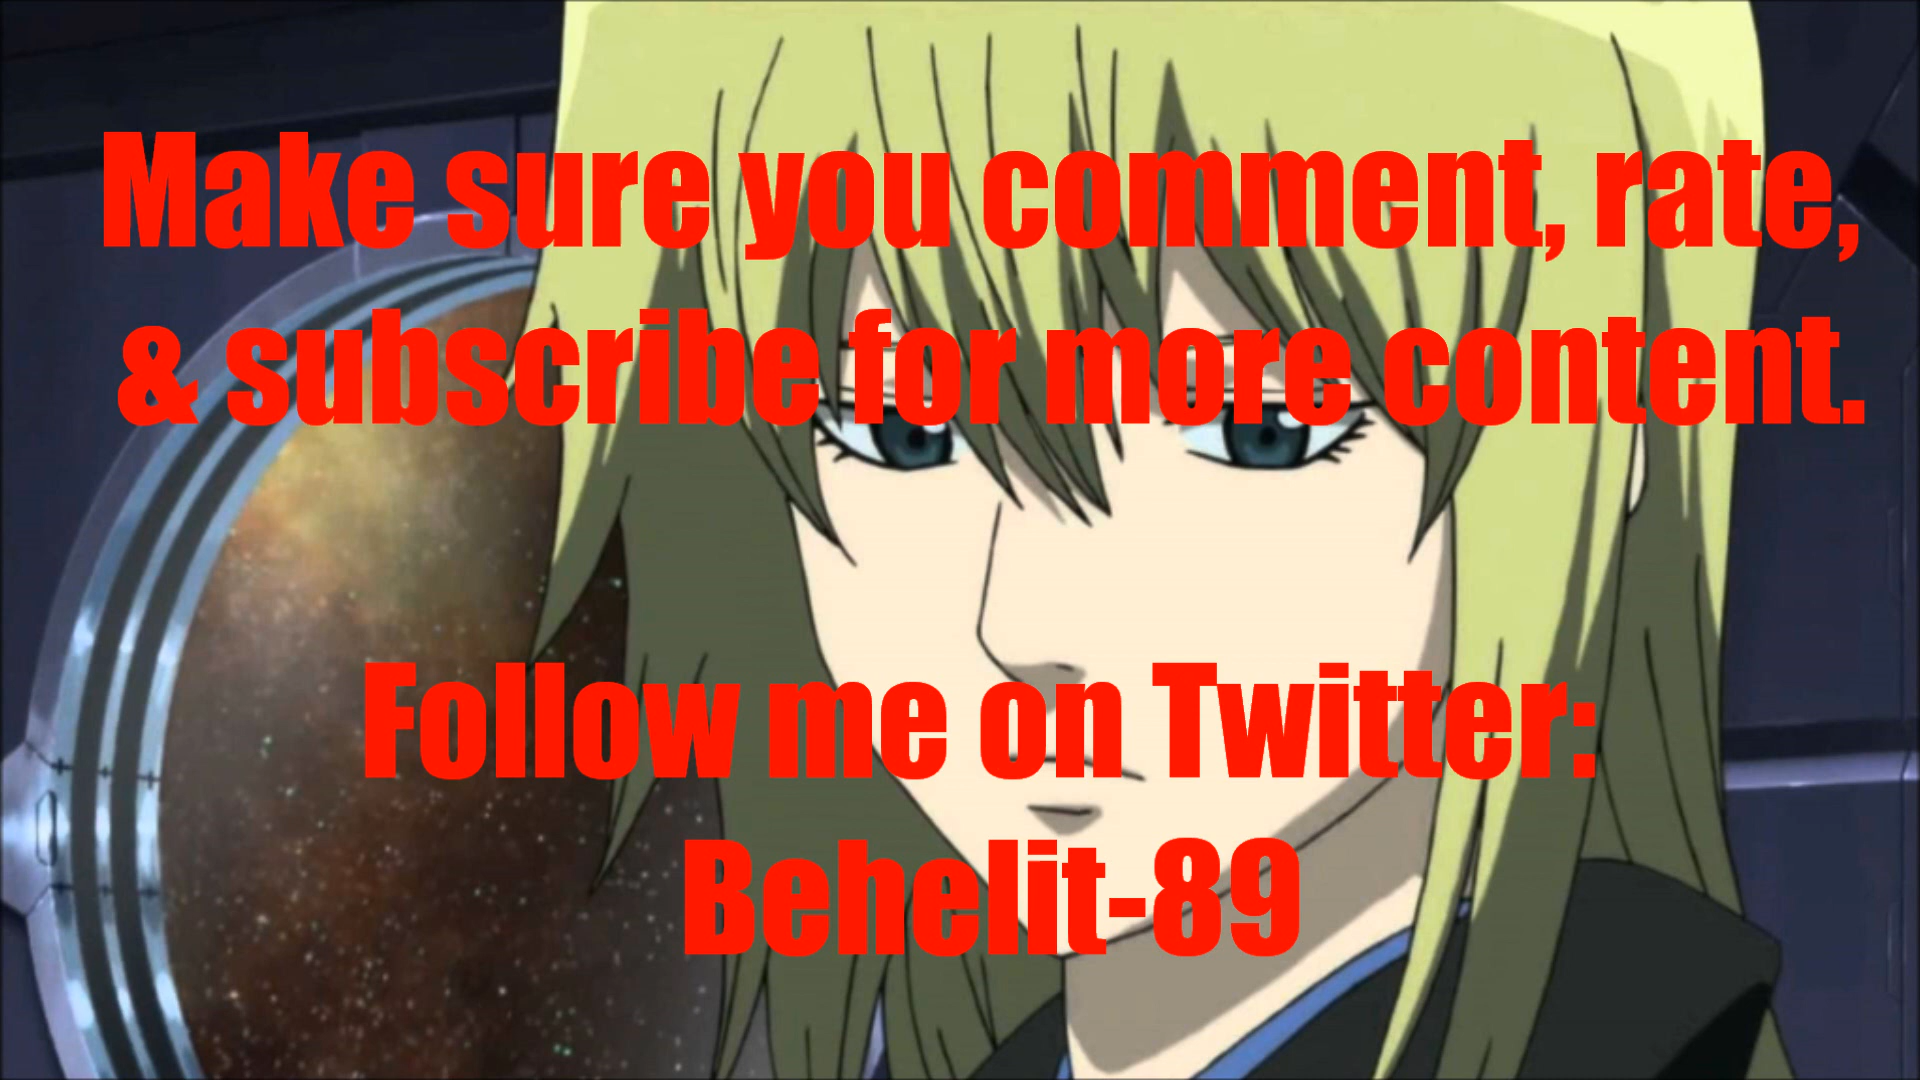 Make sure you comment, rate,
& subscribe for more content.
Follow me on Twitter:
Behelit-89